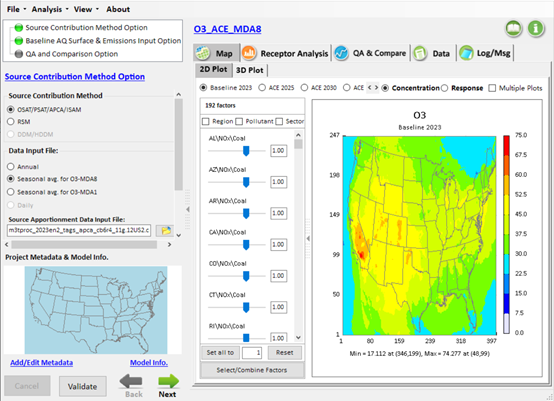 File Analysis View About
Source Contribution Method Option
Baseline AQ Surface & Emissions Input Option
QA and Comparison Option
Source Contribution Method Option
Source Contribution Method
OSAT/PSAT/APCA/ISAM
RSM
DDM/HDDM
Data Input File:
Annual
Seasonal avg. for O3-MDA8
Seasonal avg. for O3-MDA1
Daily
Source Apportionment Data Input File:
m3tproc_2023en2_tags_apca_cb6r4_11g.12US2.c
Project Metadata & Model Info.
Add/Edit Metadata Model Info.
Cancel Validate Back Next
O3_ACE_MDA8
Map Receptor Analysis QA & Compare Data Log/Msg
2D Plot 3D Plot
Baseline 2023 ACE 2025 ACE 2030 ACE < > Concentration Response Multiple Plots
192 factors
Region Pollutant Sector
AL\NOx\Coal
1.00
AZ\NOx\Coal
1.00
AR\NOx\Coal
1.00
CA\NOx\Coal
1.00
CO\NOx\Coal
1.00
CT\NOx\Coal
1.00
RI\NOx\Coal
1.00
Set all to 1 Reset
Select/Combine Factors
O3
Baseline 2023
247
198
149
99
50
1
1 80 159 239 318 397
75.0
67.5
60.0
52.5
45.0
37.5
30.0
22.5
15.0
7.5
0.0
Min = 17.112 at (346,199), Max = 74.277 at (48,99)